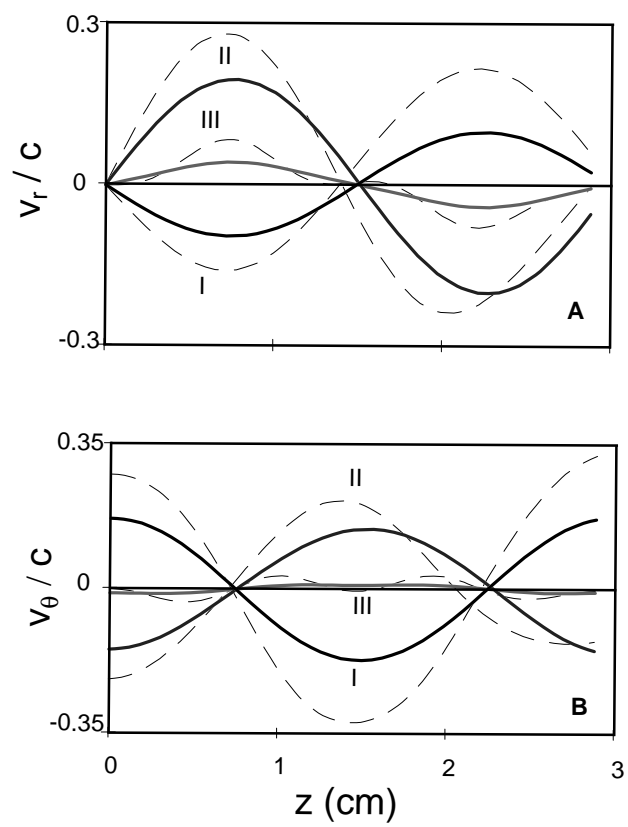 0.3
II
III
v_r / c
0
I
A
-0.3
0.35
II
v_θ / c
0
III
I
B
-0.35
0 1 2 3
z (cm)